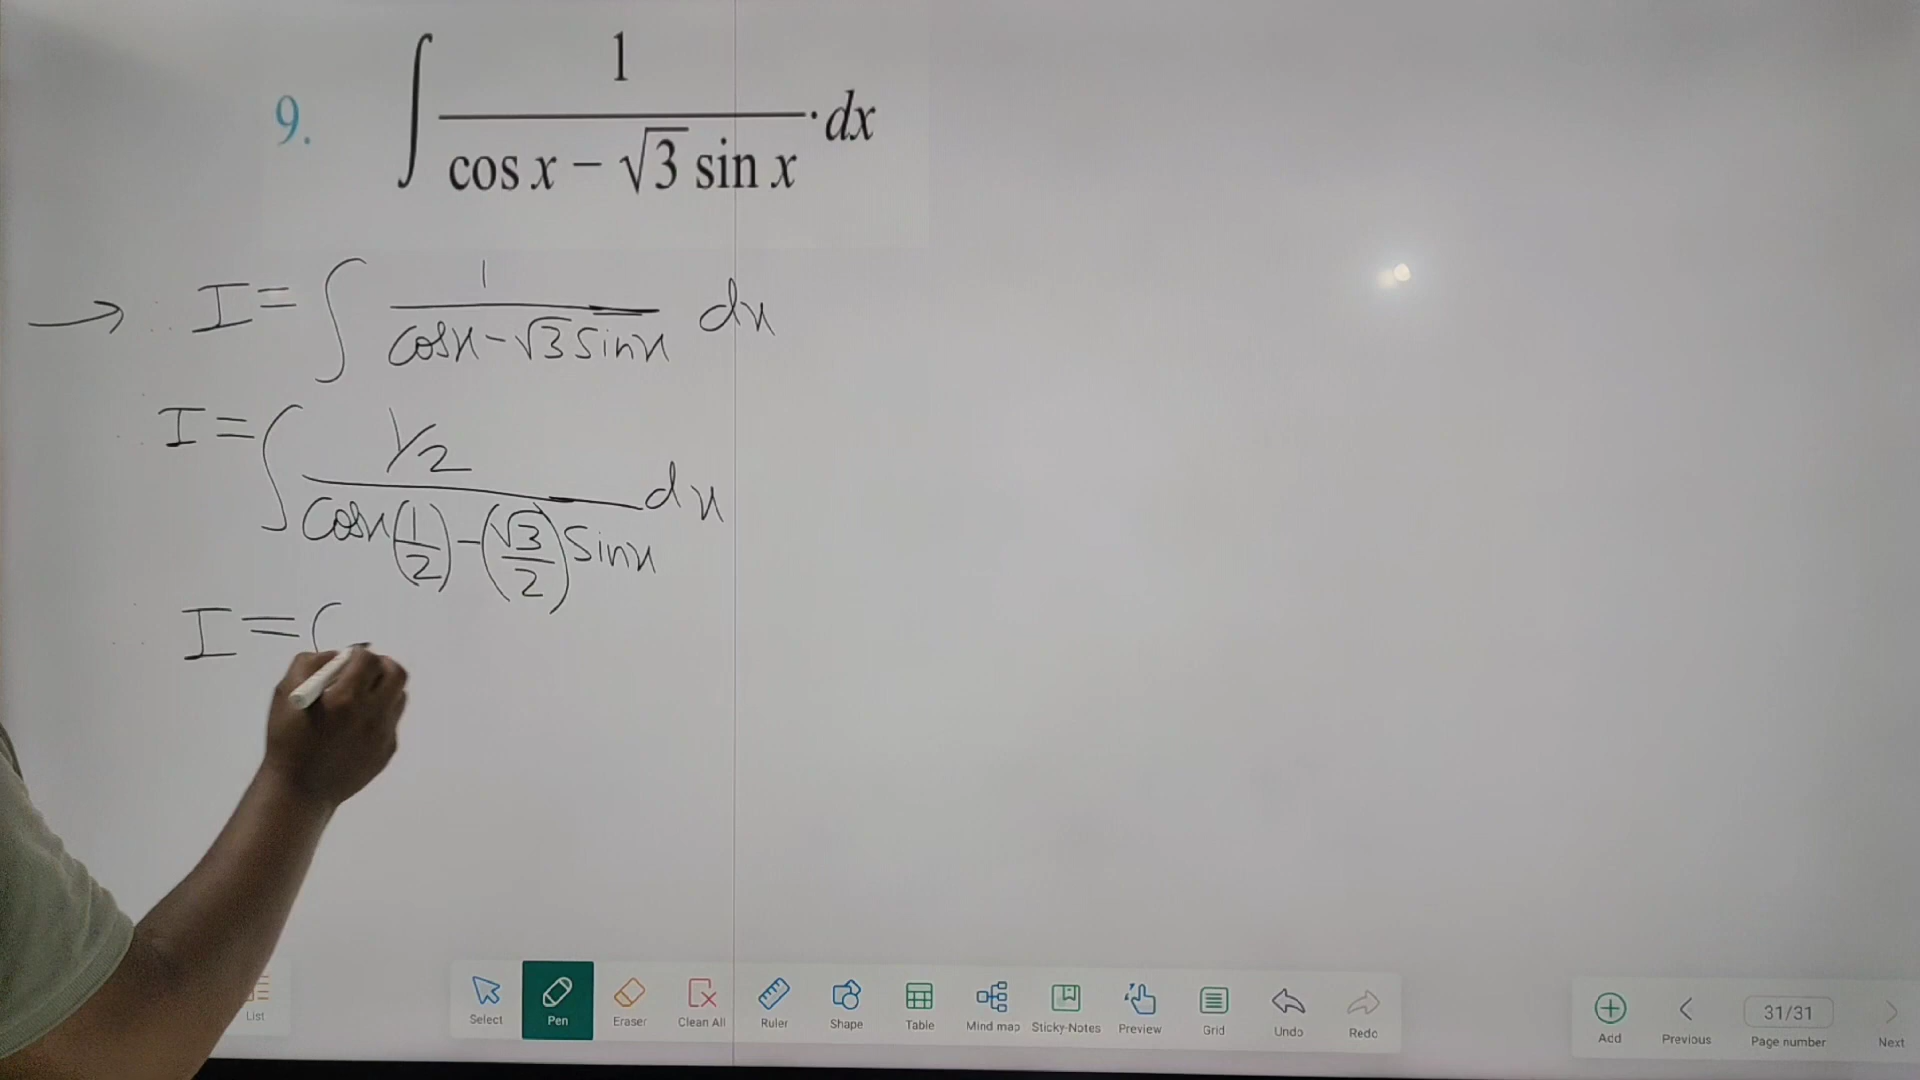 9. ∫ 1/(cos x − √3 sin x) · dx
→ I = ∫ 1/(cosx − √3 sinx) dx
I = ∫ (1/2)/(cosx(1/2) − (√3/2) sinx) dx
I =
List Select Pen Eraser Clean All Ruler Shape Table Mind map Sticky-Notes Preview Grid Undo Redo Add Previous 31/31 Page number Next